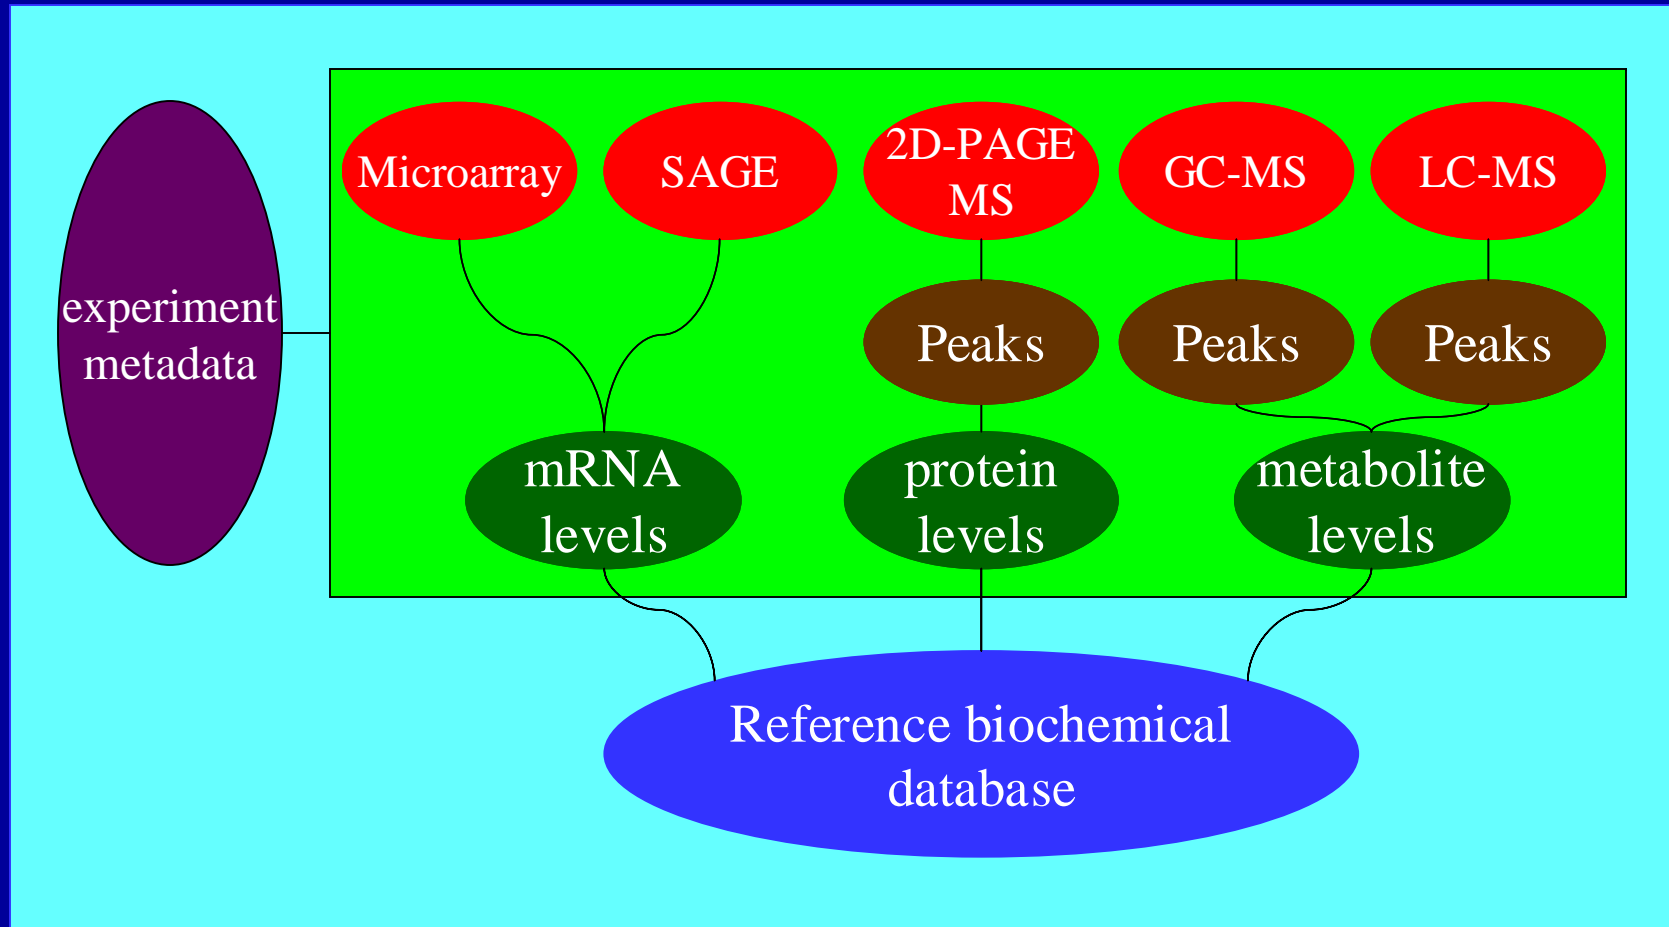 experiment
metadata
Microarray
SAGE
2D-PAGE
MS
GC-MS
LC-MS
Peaks
Peaks
Peaks
mRNA
levels
protein
levels
metabolite
levels
Reference biochemical
database